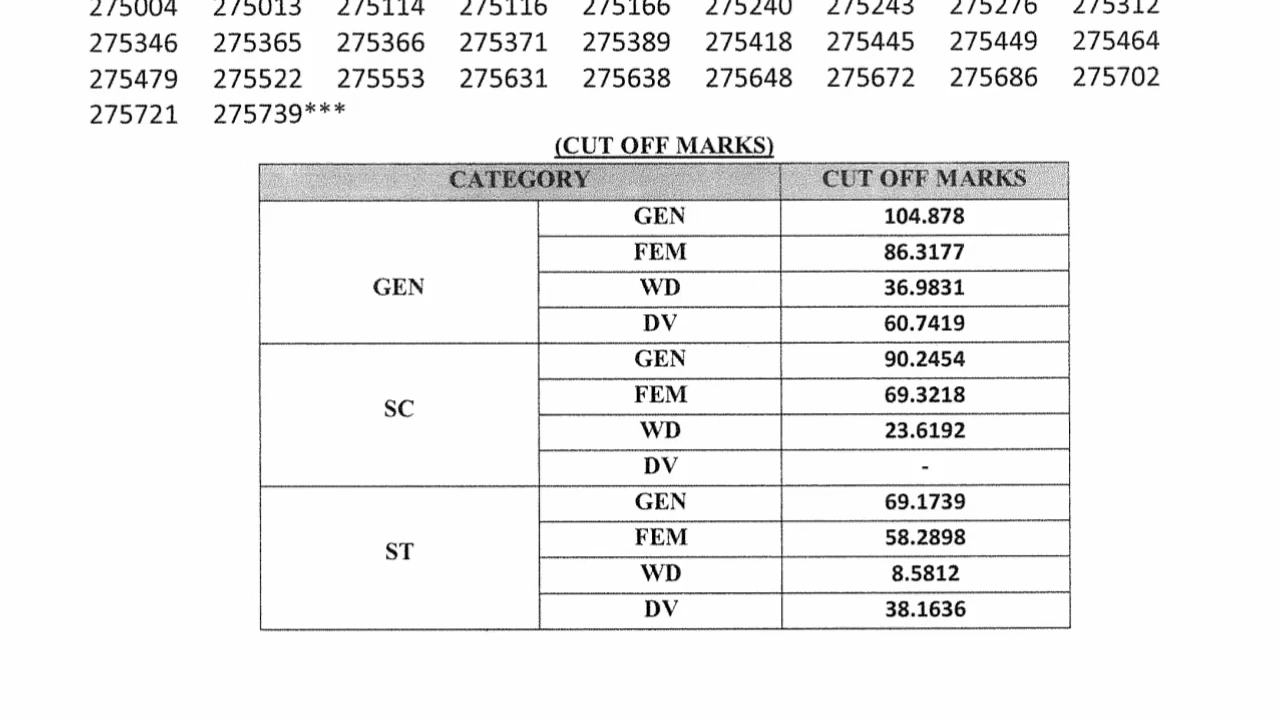 275004 275013 275114 275116 275166 275240 275243 275276 275312
275346 275365 275366 275371 275389 275418 275445 275449 275464
275479 275522 275553 275631 275638 275648 275672 275686 275702
275721 275739***
(CUT OFF MARKS)
CATEGORY CUT OFF MARKS
GEN 104.878
FEM 86.3177
GEN WD 36.9831
DV 60.7419
GEN 90.2454
FEM 69.3218
SC WD 23.6192
DV -
GEN 69.1739
FEM 58.2898
ST WD 8.5812
DV 38.1636